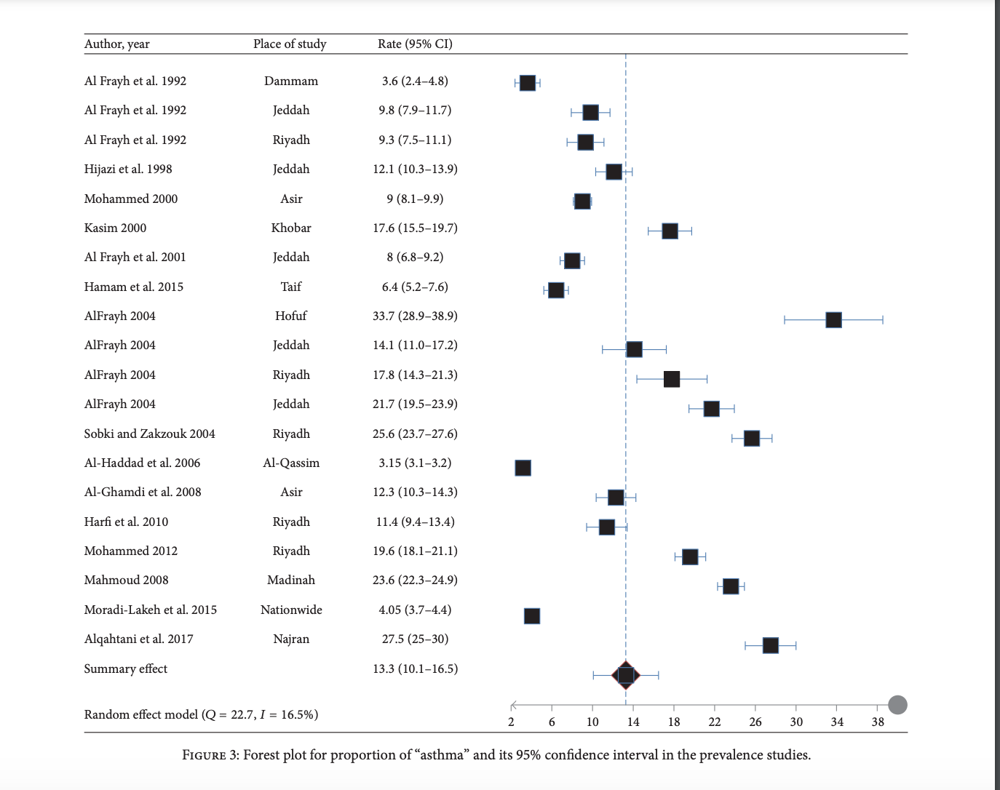 Author, year Place of study Rate (95% CI)
Al Frayh et al. 1992 Dammam 3.6 (2.4–4.8)
Al Frayh et al. 1992 Jeddah 9.8 (7.9–11.7)
Al Frayh et al. 1992 Riyadh 9.3 (7.5–11.1)
Hijazi et al. 1998 Jeddah 12.1 (10.3–13.9)
Mohammed 2000 Asir 9 (8.1–9.9)
Kasim 2000 Khobar 17.6 (15.5–19.7)
Al Frayh et al. 2001 Jeddah 8 (6.8–9.2)
Hamam et al. 2015 Taif 6.4 (5.2–7.6)
AlFrayh 2004 Hofuf 33.7 (28.9–38.9)
AlFrayh 2004 Jeddah 14.1 (11.0–17.2)
AlFrayh 2004 Riyadh 17.8 (14.3–21.3)
AlFrayh 2004 Jeddah 21.7 (19.5–23.9)
Sobki and Zakzouk 2004 Riyadh 25.6 (23.7–27.6)
Al-Haddad et al. 2006 Al-Qassim 3.15 (3.1–3.2)
Al-Ghamdi et al. 2008 Asir 12.3 (10.3–14.3)
Harfi et al. 2010 Riyadh 11.4 (9.4–13.4)
Mohammed 2012 Riyadh 19.6 (18.1–21.1)
Mahmoud 2008 Madinah 23.6 (22.3–24.9)
Moradi-Lakeh et al. 2015 Nationwide 4.05 (3.7–4.4)
Alqahtani et al. 2017 Najran 27.5 (25–30)
Summary effect 13.3 (10.1–16.5)
Random effect model (Q = 22.7, I = 16.5%)
2 6 10 14 18 22 26 30 34 38
Figure 3: Forest plot for proportion of “asthma” and its 95% confidence interval in the prevalence studies.